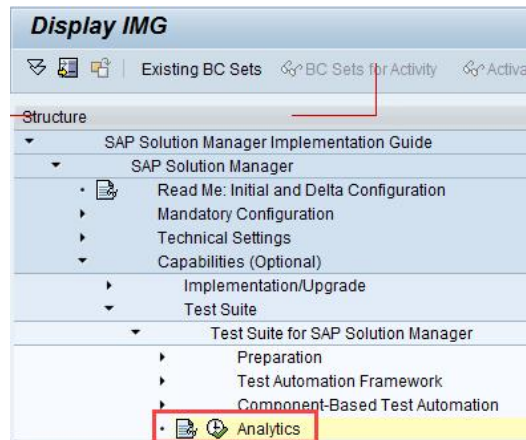 Display IMG
Existing BC Sets BC Sets for Activity Activa
Structure
SAP Solution Manager Implementation Guide
SAP Solution Manager
Read Me: Initial and Delta Configuration
Mandatory Configuration
Technical Settings
Capabilities (Optional)
Implementation/Upgrade
Test Suite
Test Suite for SAP Solution Manager
Preparation
Test Automation Framework
Component-Based Test Automation
Analytics